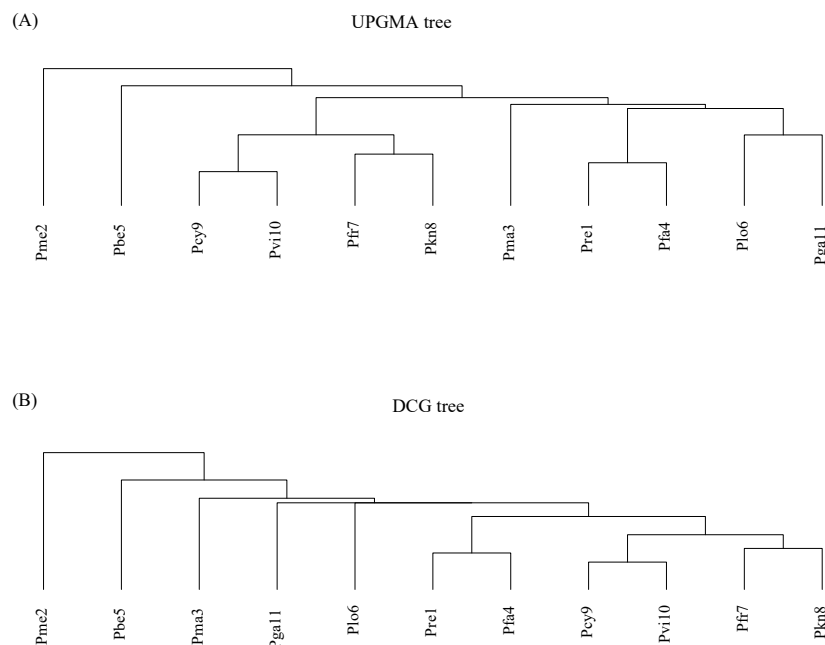 (A)
UPGMA tree
Pme2
Pbe5
Pcy9
Pvi10
Pfr7
Pkn8
Pma3
Pre1
Pfa4
Plo6
Pga11
(B)
DCG tree
Pme2
Pbe5
Pma3
Pga11
Plo6
Pre1
Pfa4
Pcy9
Pvi10
Pfr7
Pkn8